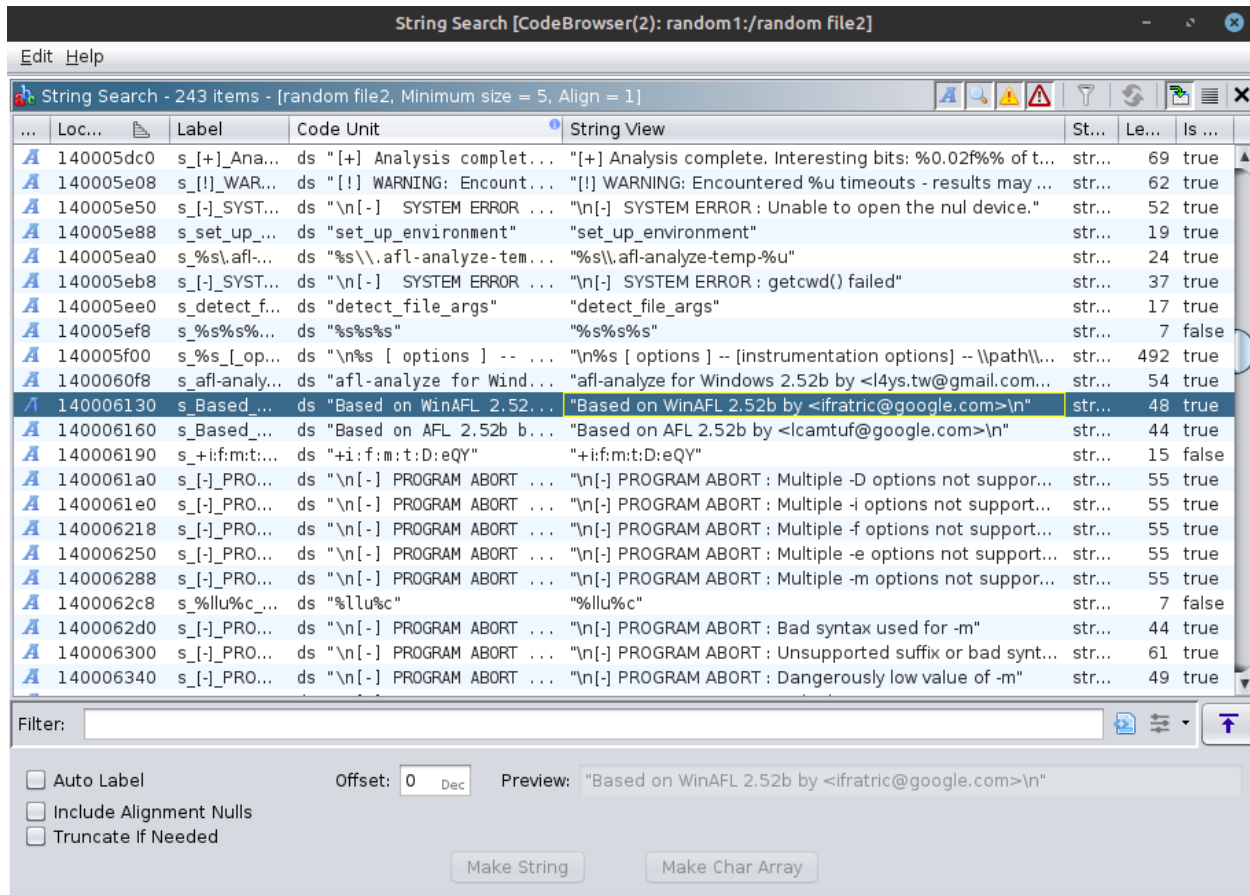 String Search [CodeBrowser(2): random1:/random file2]
Edit Help
String Search - 243 items - [random file2, Minimum size = 5, Align = 1]
... Loc... Label Code Unit String View St... Le... Is ...
A 140005dc0 s_[+]_Ana... ds "[+] Analysis complet... "[+] Analysis complete. Interesting bits: %0.02f%% of t... str... 69 true
A 140005e08 s_[!]_WAR... ds "[!] WARNING: Encount... "[!] WARNING: Encountered %u timeouts - results may ... str... 62 true
A 140005e50 s_[-]_SYST... ds "\n[-]  SYSTEM ERROR ... "\n[-]  SYSTEM ERROR : Unable to open the nul device." str... 52 true
A 140005e88 s_set_up_... ds "set_up_environment" "set_up_environment" str... 19 true
A 140005ea0 s_%s\.afl-... ds "%s\\.afl-analyze-tem... "%s\\.afl-analyze-temp-%u" str... 24 true
A 140005eb8 s_[-]_SYST... ds "\n[-]  SYSTEM ERROR ... "\n[-]  SYSTEM ERROR : getcwd() failed" str... 37 true
A 140005ee0 s_detect_f... ds "detect_file_args" "detect_file_args" str... 17 true
A 140005ef8 s_%s%s%... ds "%s%s%s" "%s%s%s" str... 7 false
A 140005f00 s_%s_[_op... ds "\n%s [ options ] -- ... "\n%s [ options ] -- [instrumentation options] -- \\path\\... str... 492 true
A 1400060f8 s_afl-analy... ds "afl-analyze for Wind... "afl-analyze for Windows 2.52b by <l4ys.tw@gmail.com... str... 54 true
A 140006130 s_Based_... ds "Based on WinAFL 2.52... "Based on WinAFL 2.52b by <ifratric@google.com>\n" str... 48 true
A 140006160 s_Based_... ds "Based on AFL 2.52b b... "Based on AFL 2.52b by <lcamtuf@google.com>\n" str... 44 true
A 140006190 s_+i:f:m:t:... ds "+i:f:m:t:D:eQY" "+i:f:m:t:D:eQY" str... 15 false
A 1400061a0 s_[-]_PRO... ds "\n[-] PROGRAM ABORT ... "\n[-] PROGRAM ABORT : Multiple -D options not suppor... str... 55 true
A 1400061e0 s_[-]_PRO... ds "\n[-] PROGRAM ABORT ... "\n[-] PROGRAM ABORT : Multiple -i options not support... str... 55 true
A 140006218 s_[-]_PRO... ds "\n[-] PROGRAM ABORT ... "\n[-] PROGRAM ABORT : Multiple -f options not support... str... 55 true
A 140006250 s_[-]_PRO... ds "\n[-] PROGRAM ABORT ... "\n[-] PROGRAM ABORT : Multiple -e options not support... str... 55 true
A 140006288 s_[-]_PRO... ds "\n[-] PROGRAM ABORT ... "\n[-] PROGRAM ABORT : Multiple -m options not suppor... str... 55 true
A 1400062c8 s_%llu%c_... ds "%llu%c" "%llu%c" str... 7 false
A 1400062d0 s_[-]_PRO... ds "\n[-] PROGRAM ABORT ... "\n[-] PROGRAM ABORT : Bad syntax used for -m" str... 44 true
A 140006300 s_[-]_PRO... ds "\n[-] PROGRAM ABORT ... "\n[-] PROGRAM ABORT : Unsupported suffix or bad synt... str... 61 true
A 140006340 s_[-]_PRO... ds "\n[-] PROGRAM ABORT ... "\n[-] PROGRAM ABORT : Dangerously low value of -m" str... 49 true
Filter:
Auto Label Offset: 0 Dec Preview: "Based on WinAFL 2.52b by <ifratric@google.com>\n"
Include Alignment Nulls
Truncate If Needed
Make String Make Char Array